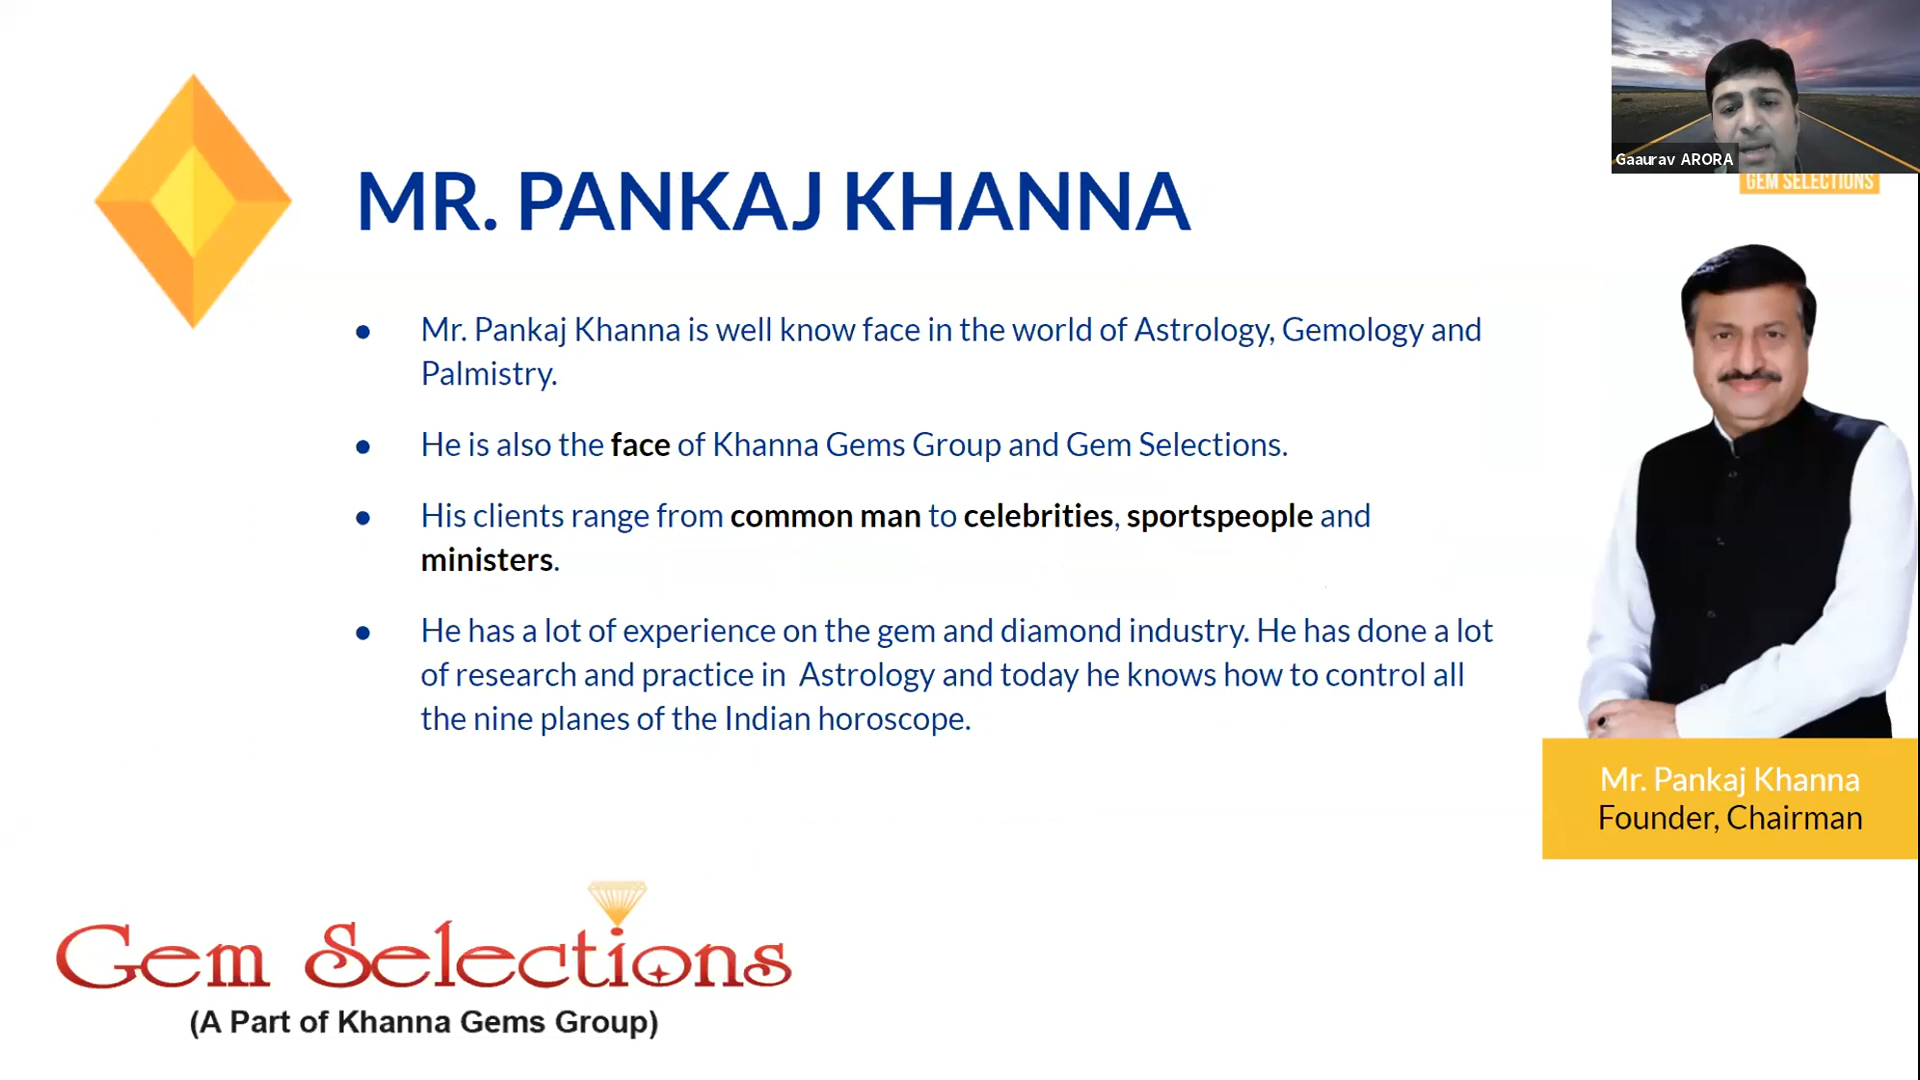 Gaaurav ARORA
GEM SELECTIONS
MR. PANKAJ KHANNA
● Mr. Pankaj Khanna is well know face in the world of Astrology, Gemology and
Palmistry.
● He is also the face of Khanna Gems Group and Gem Selections.
● His clients range from common man to celebrities, sportspeople and
ministers.
● He has a lot of experience on the gem and diamond industry. He has done a lot
of research and practice in Astrology and today he knows how to control all
the nine planes of the Indian horoscope.
Mr. Pankaj Khanna
Founder, Chairman
Gem Selections
(A Part of Khanna Gems Group)